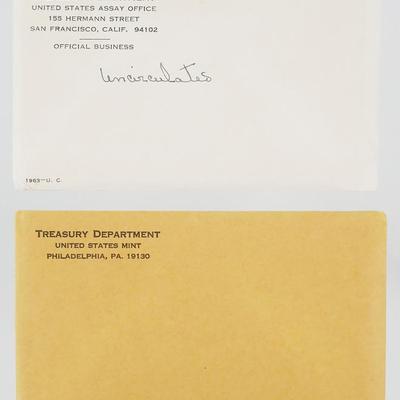 UNITED STATES ASSAY OFFICE
155 HERMANN STREET
SAN FRANCISCO, CALIF. 94102
OFFICIAL BUSINESS
uncirculates
1963—U. C.
TREASURY DEPARTMENT
UNITED STATES MINT
PHILADELPHIA, PA. 19130